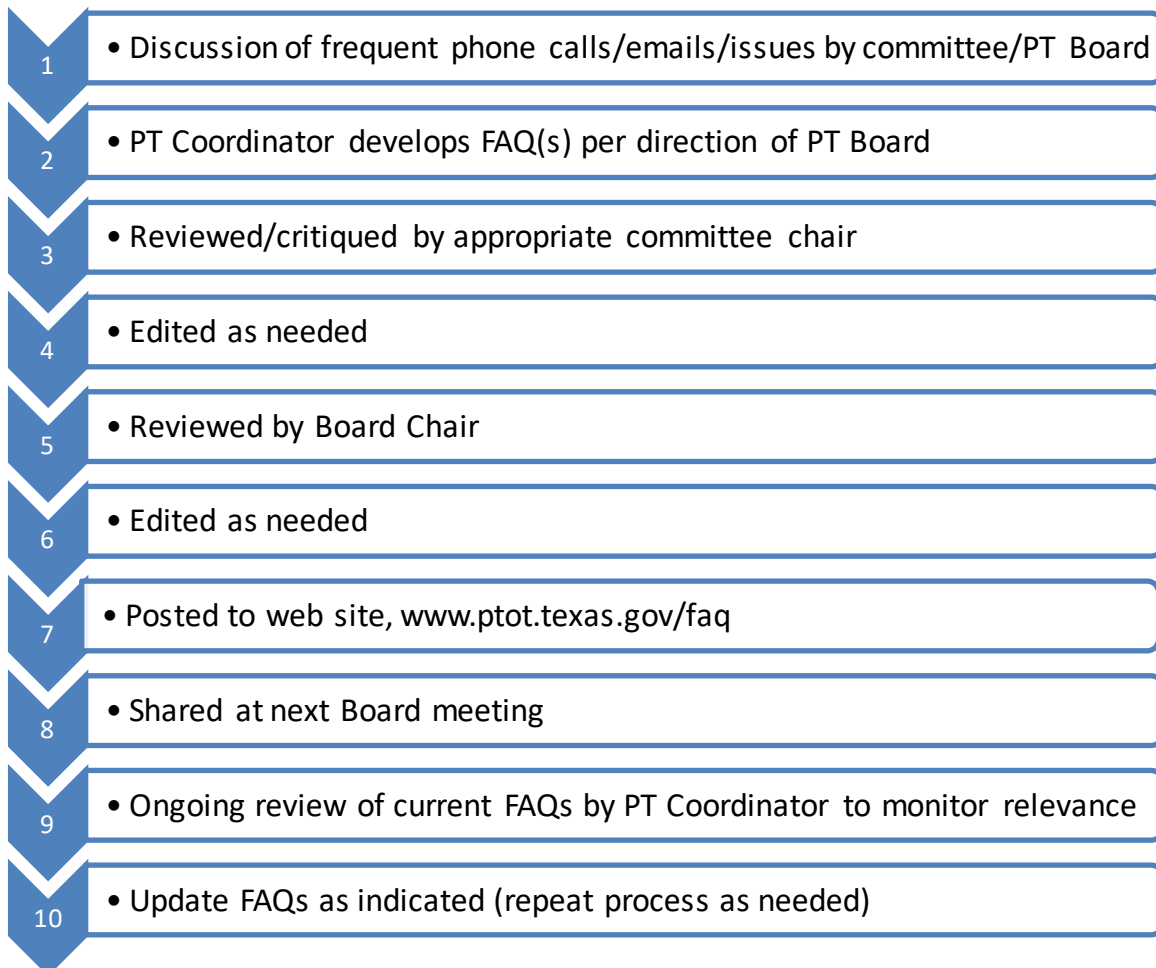 1 • Discussion of frequent phone calls/emails/issues by committee/PT Board
2 • PT Coordinator develops FAQ(s) per direction of PT Board
3 • Reviewed/critiqued by appropriate committee chair
4 • Edited as needed
5 • Reviewed by Board Chair
6 • Edited as needed
7 • Posted to web site, www.ptot.texas.gov/faq
8 • Shared at next Board meeting
9 • Ongoing review of current FAQs by PT Coordinator to monitor relevance
10 • Update FAQs as indicated (repeat process as needed)